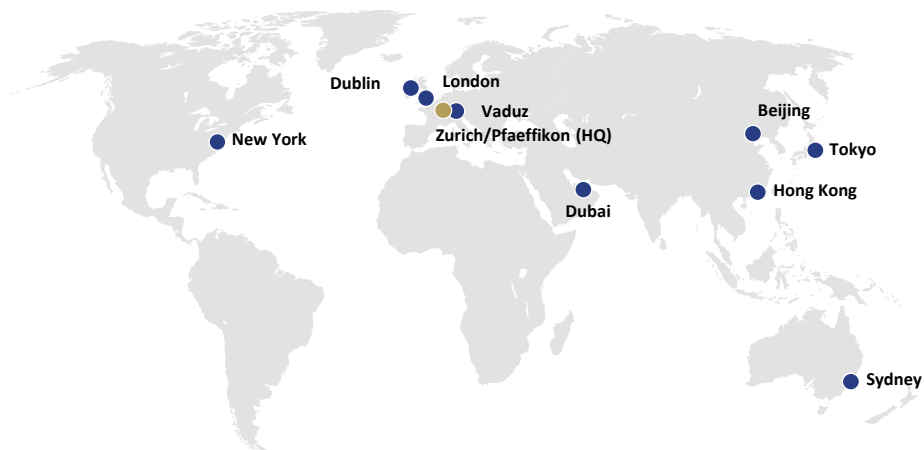 London
Dublin
Vaduz
Beijing
Zurich/Pfaeffikon (HQ)
New York
Tokyo
Hong Kong
Dubai
Sydney